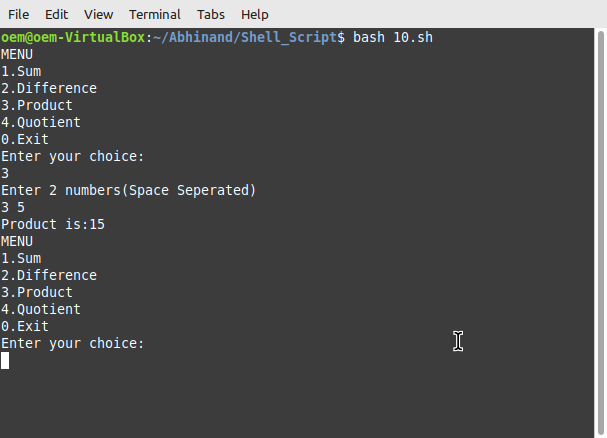 File Edit View Terminal Tabs Help
oem@oem-VirtualBox:~/Abhinand/Shell_Script$ bash 10.sh
MENU
1.Sum
2.Difference
3.Product
4.Quotient
0.Exit
Enter your choice:
3
Enter 2 numbers(Space Seperated)
3 5
Product is:15
MENU
1.Sum
2.Difference
3.Product
4.Quotient
0.Exit
Enter your choice: